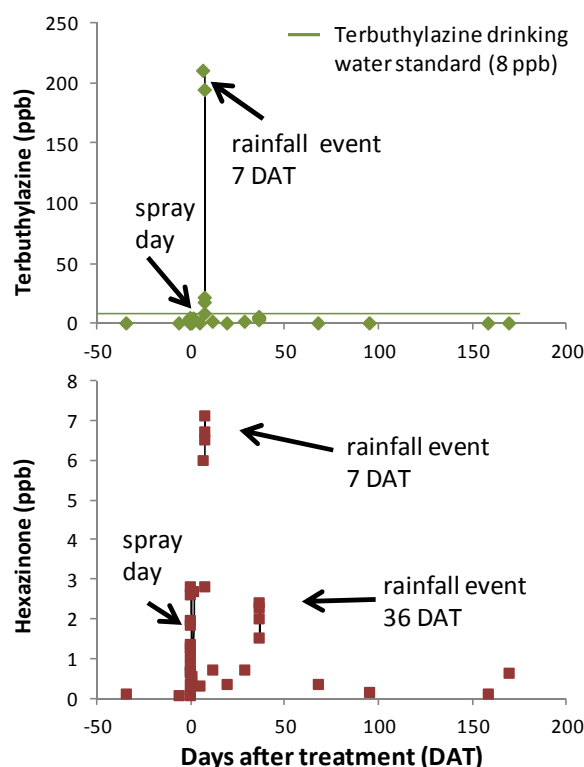 250
200
150
100
50
0
Terbuthylazine (ppb)
Terbuthylazine drinking
water standard (8 ppb)
rainfall event
7 DAT
spray
day
-50
0
50
100
150
200
8
7
6
5
4
3
2
1
0
Hexazinone (ppb)
rainfall event
7 DAT
spray
day
rainfall event
36 DAT
-50
0
50
100
150
200
Days after treatment (DAT)